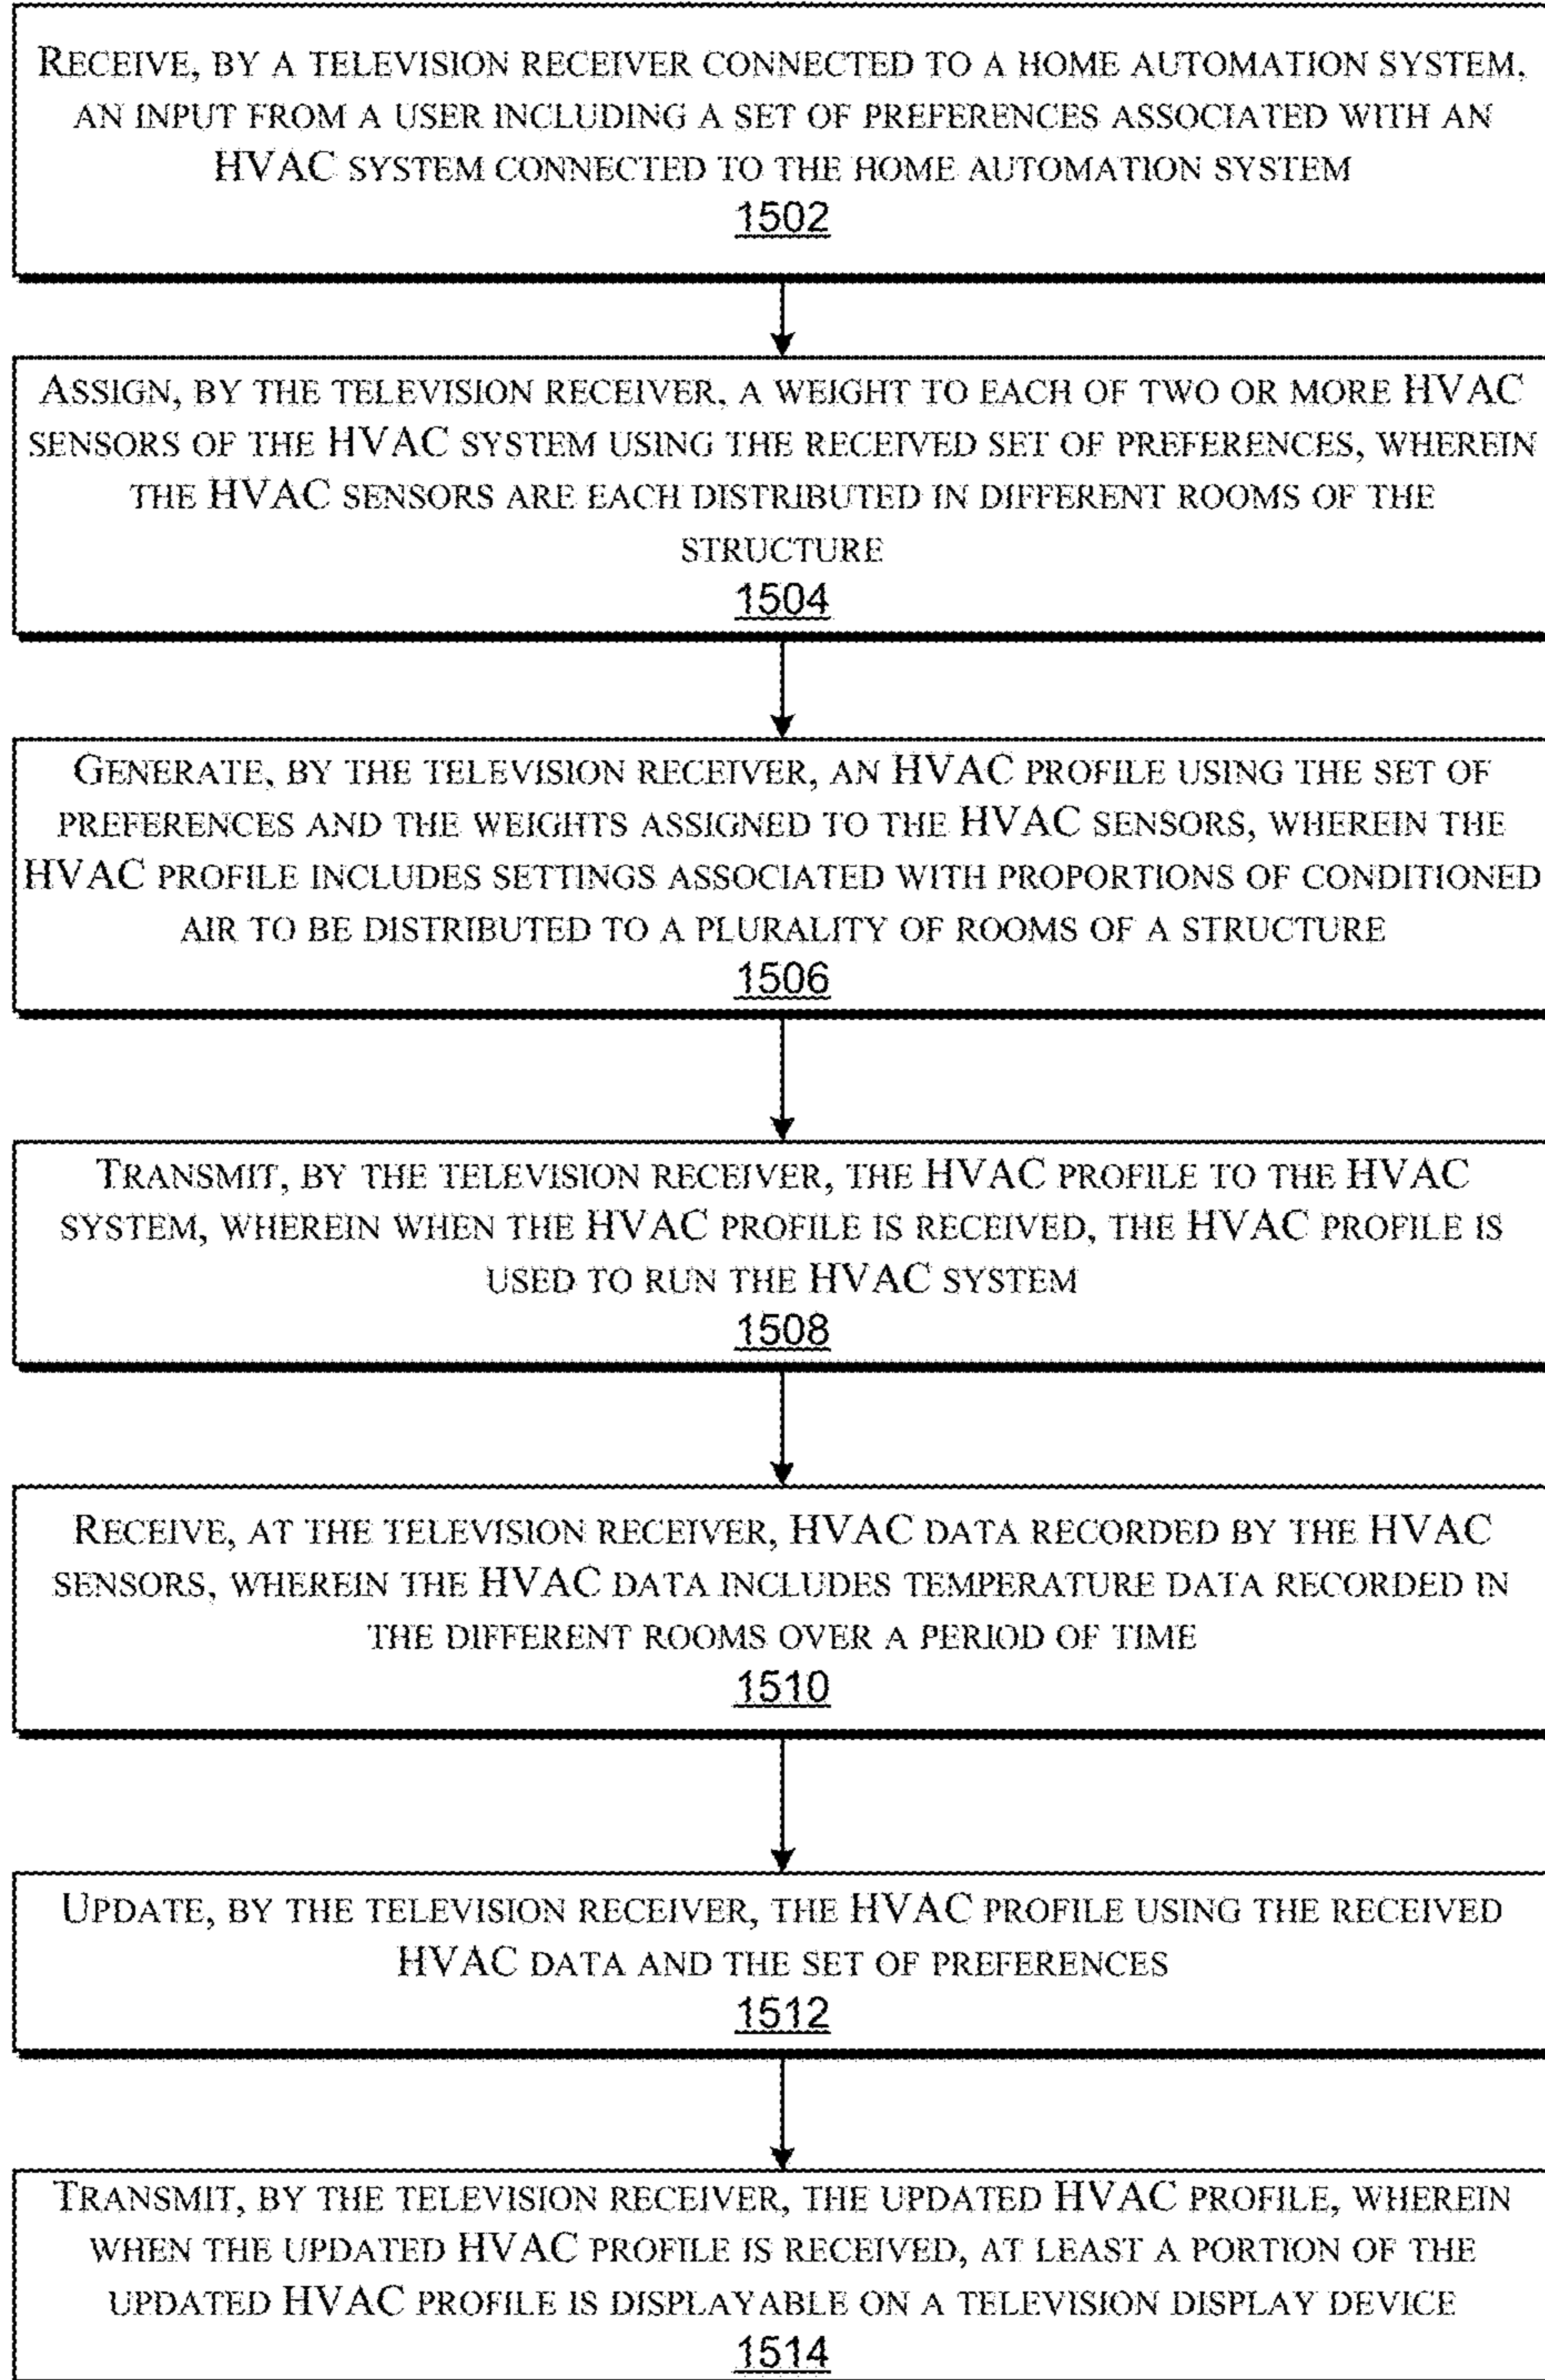 RECEIVE, BY A TELEVISION RECEIVER CONNECTED TO A HOME AUTOMATION SYSTEM,
AN INPUT FROM A USER INCLUDING A SET OF PREFERENCES ASSOCIATED WITH AN
HVAC SYSTEM CONNECTED TO THE HOME AUTOMATION SYSTEM
1502
ASSIGN, BY THE TELEVISION RECEIVER, A WEIGHT TO EACH OF TWO OR MORE HVAC
SENSORS OF THE HVAC SYSTEM USING THE RECEIVED SET OF PREFERENCES, WHEREIN
THE HVAC SENSORS ARE EACH DISTRIBUTED IN DIFFERENT ROOMS OF THE
STRUCTURE
1504
GENERATE, BY THE TELEVISION RECEIVER, AN HVAC PROFILE USING THE SET OF
PREFERENCES AND THE WEIGHTS ASSIGNED TO THE HVAC SENSORS, WHEREIN THE
HVAC PROFILE INCLUDES SETTINGS ASSOCIATED WITH PROPORTIONS OF CONDITIONED
AIR TO BE DISTRIBUTED TO A PLURALITY OF ROOMS OF A STRUCTURE
1506
TRANSMIT, BY THE TELEVISION RECEIVER, THE HVAC PROFILE TO THE HVAC
SYSTEM, WHEREIN WHEN THE HVAC PROFILE IS RECEIVED, THE HVAC PROFILE IS
USED TO RUN THE HVAC SYSTEM
1508
RECEIVE, AT THE TELEVISION RECEIVER, HVAC DATA RECORDED BY THE HVAC
SENSORS, WHEREIN THE HVAC DATA INCLUDES TEMPERATURE DATA RECORDED IN
THE DIFFERENT ROOMS OVER A PERIOD OF TIME
1510
UPDATE, BY THE TELEVISION RECEIVER, THE HVAC PROFILE USING THE RECEIVED
HVAC DATA AND THE SET OF PREFERENCES
1512
TRANSMIT, BY THE TELEVISION RECEIVER, THE UPDATED HVAC PROFILE, WHEREIN
WHEN THE UPDATED HVAC PROFILE IS RECEIVED, AT LEAST A PORTION OF THE
UPDATED HVAC PROFILE IS DISPLAYABLE ON A TELEVISION DISPLAY DEVICE
1514